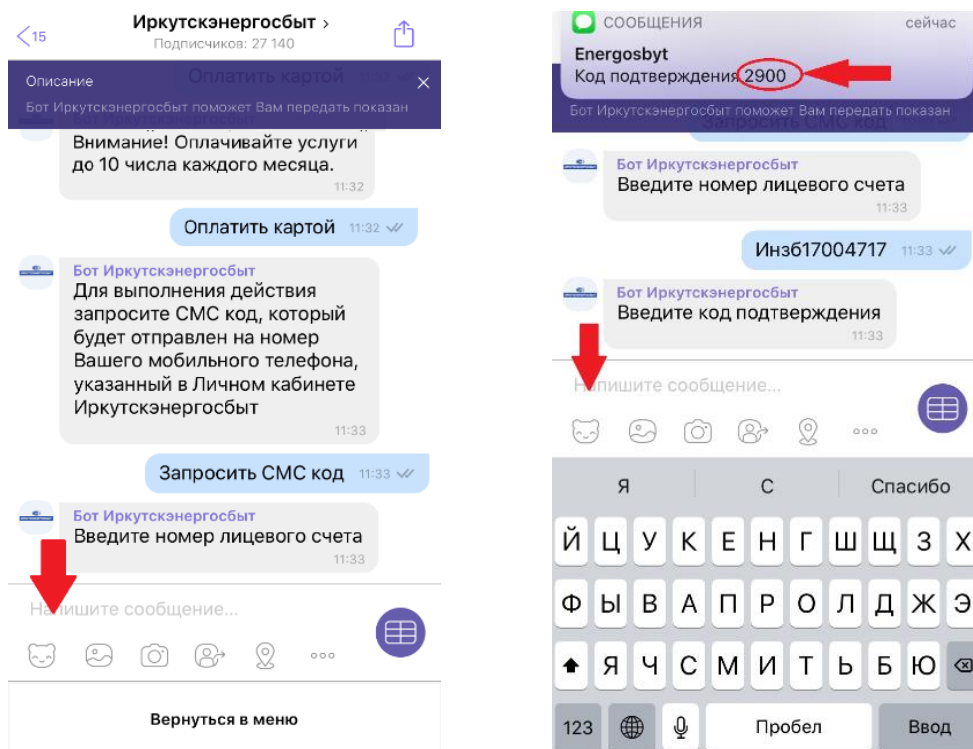 15
Иркутскэнергосбыт >
Подписчиков: 27 140
Описание
Оплатить картой
Бот Иркутскэнергосбыт поможет Вам передать показан
Внимание! Оплачивайте услуги
до 10 числа каждого месяца.
11:32
Оплатить картой 11:32
Бот Иркутскэнергосбыт
Для выполнения действия
запросите СМС код, который
будет отправлен на номер
Вашего мобильного телефона,
указанный в Личном кабинете
Иркутскэнергосбыт
11:33
Запросить СМС код 11:33
Бот Иркутскэнергосбыт
Введите номер лицевого счета
11:33
Напишите сообщение...
Вернуться в меню
СООБЩЕНИЯ сейчас
Energosbyt
Код подтверждения 2900
Бот Иркутскэнергосбыт поможет Вам передать показан
Запросить СМС код
Бот Иркутскэнергосбыт
Введите номер лицевого счета
11:33
Инзб17004717 11:33
Бот Иркутскэнергосбыт
Введите код подтверждения
11:33
Напишите сообщение...
Я С Спасибо
Й Ц У К Е Н Г Ш Щ З Х
Ф Ы В А П Р О Л Д Ж Э
Я Ч С М И Т Ь Б Ю
123 Пробел Ввод